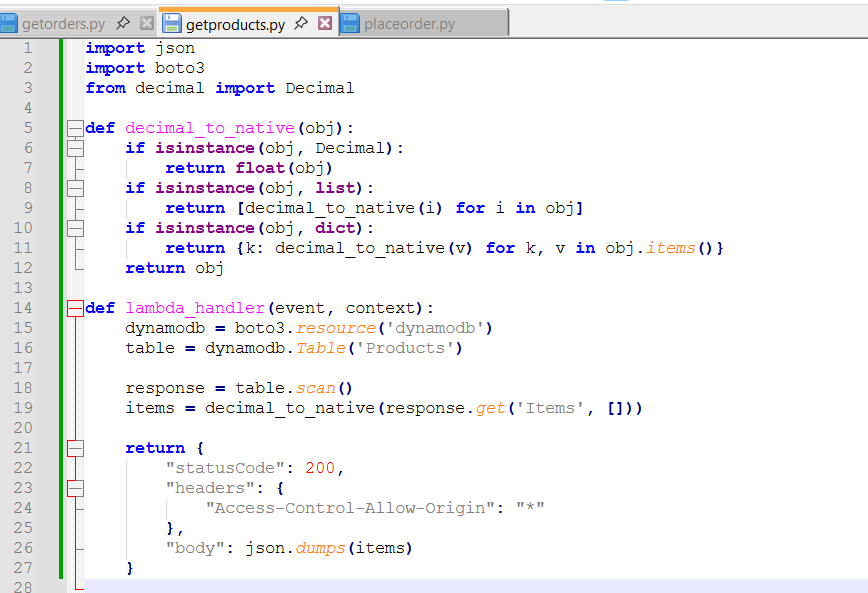 getorders.py getproducts.py placeorder.py
1 import json
2 import boto3
3 from decimal import Decimal
4
5 def decimal_to_native(obj):
6     if isinstance(obj, Decimal):
7         return float(obj)
8     if isinstance(obj, list):
9         return [decimal_to_native(i) for i in obj]
10     if isinstance(obj, dict):
11         return {k: decimal_to_native(v) for k, v in obj.items()}
12     return obj
13
14 def lambda_handler(event, context):
15     dynamodb = boto3.resource('dynamodb')
16     table = dynamodb.Table('Products')
17
18     response = table.scan()
19     items = decimal_to_native(response.get('Items', []))
20
21     return {
22         "statusCode": 200,
23         "headers": {
24             "Access-Control-Allow-Origin": "*"
25         },
26         "body": json.dumps(items)
27     }
28